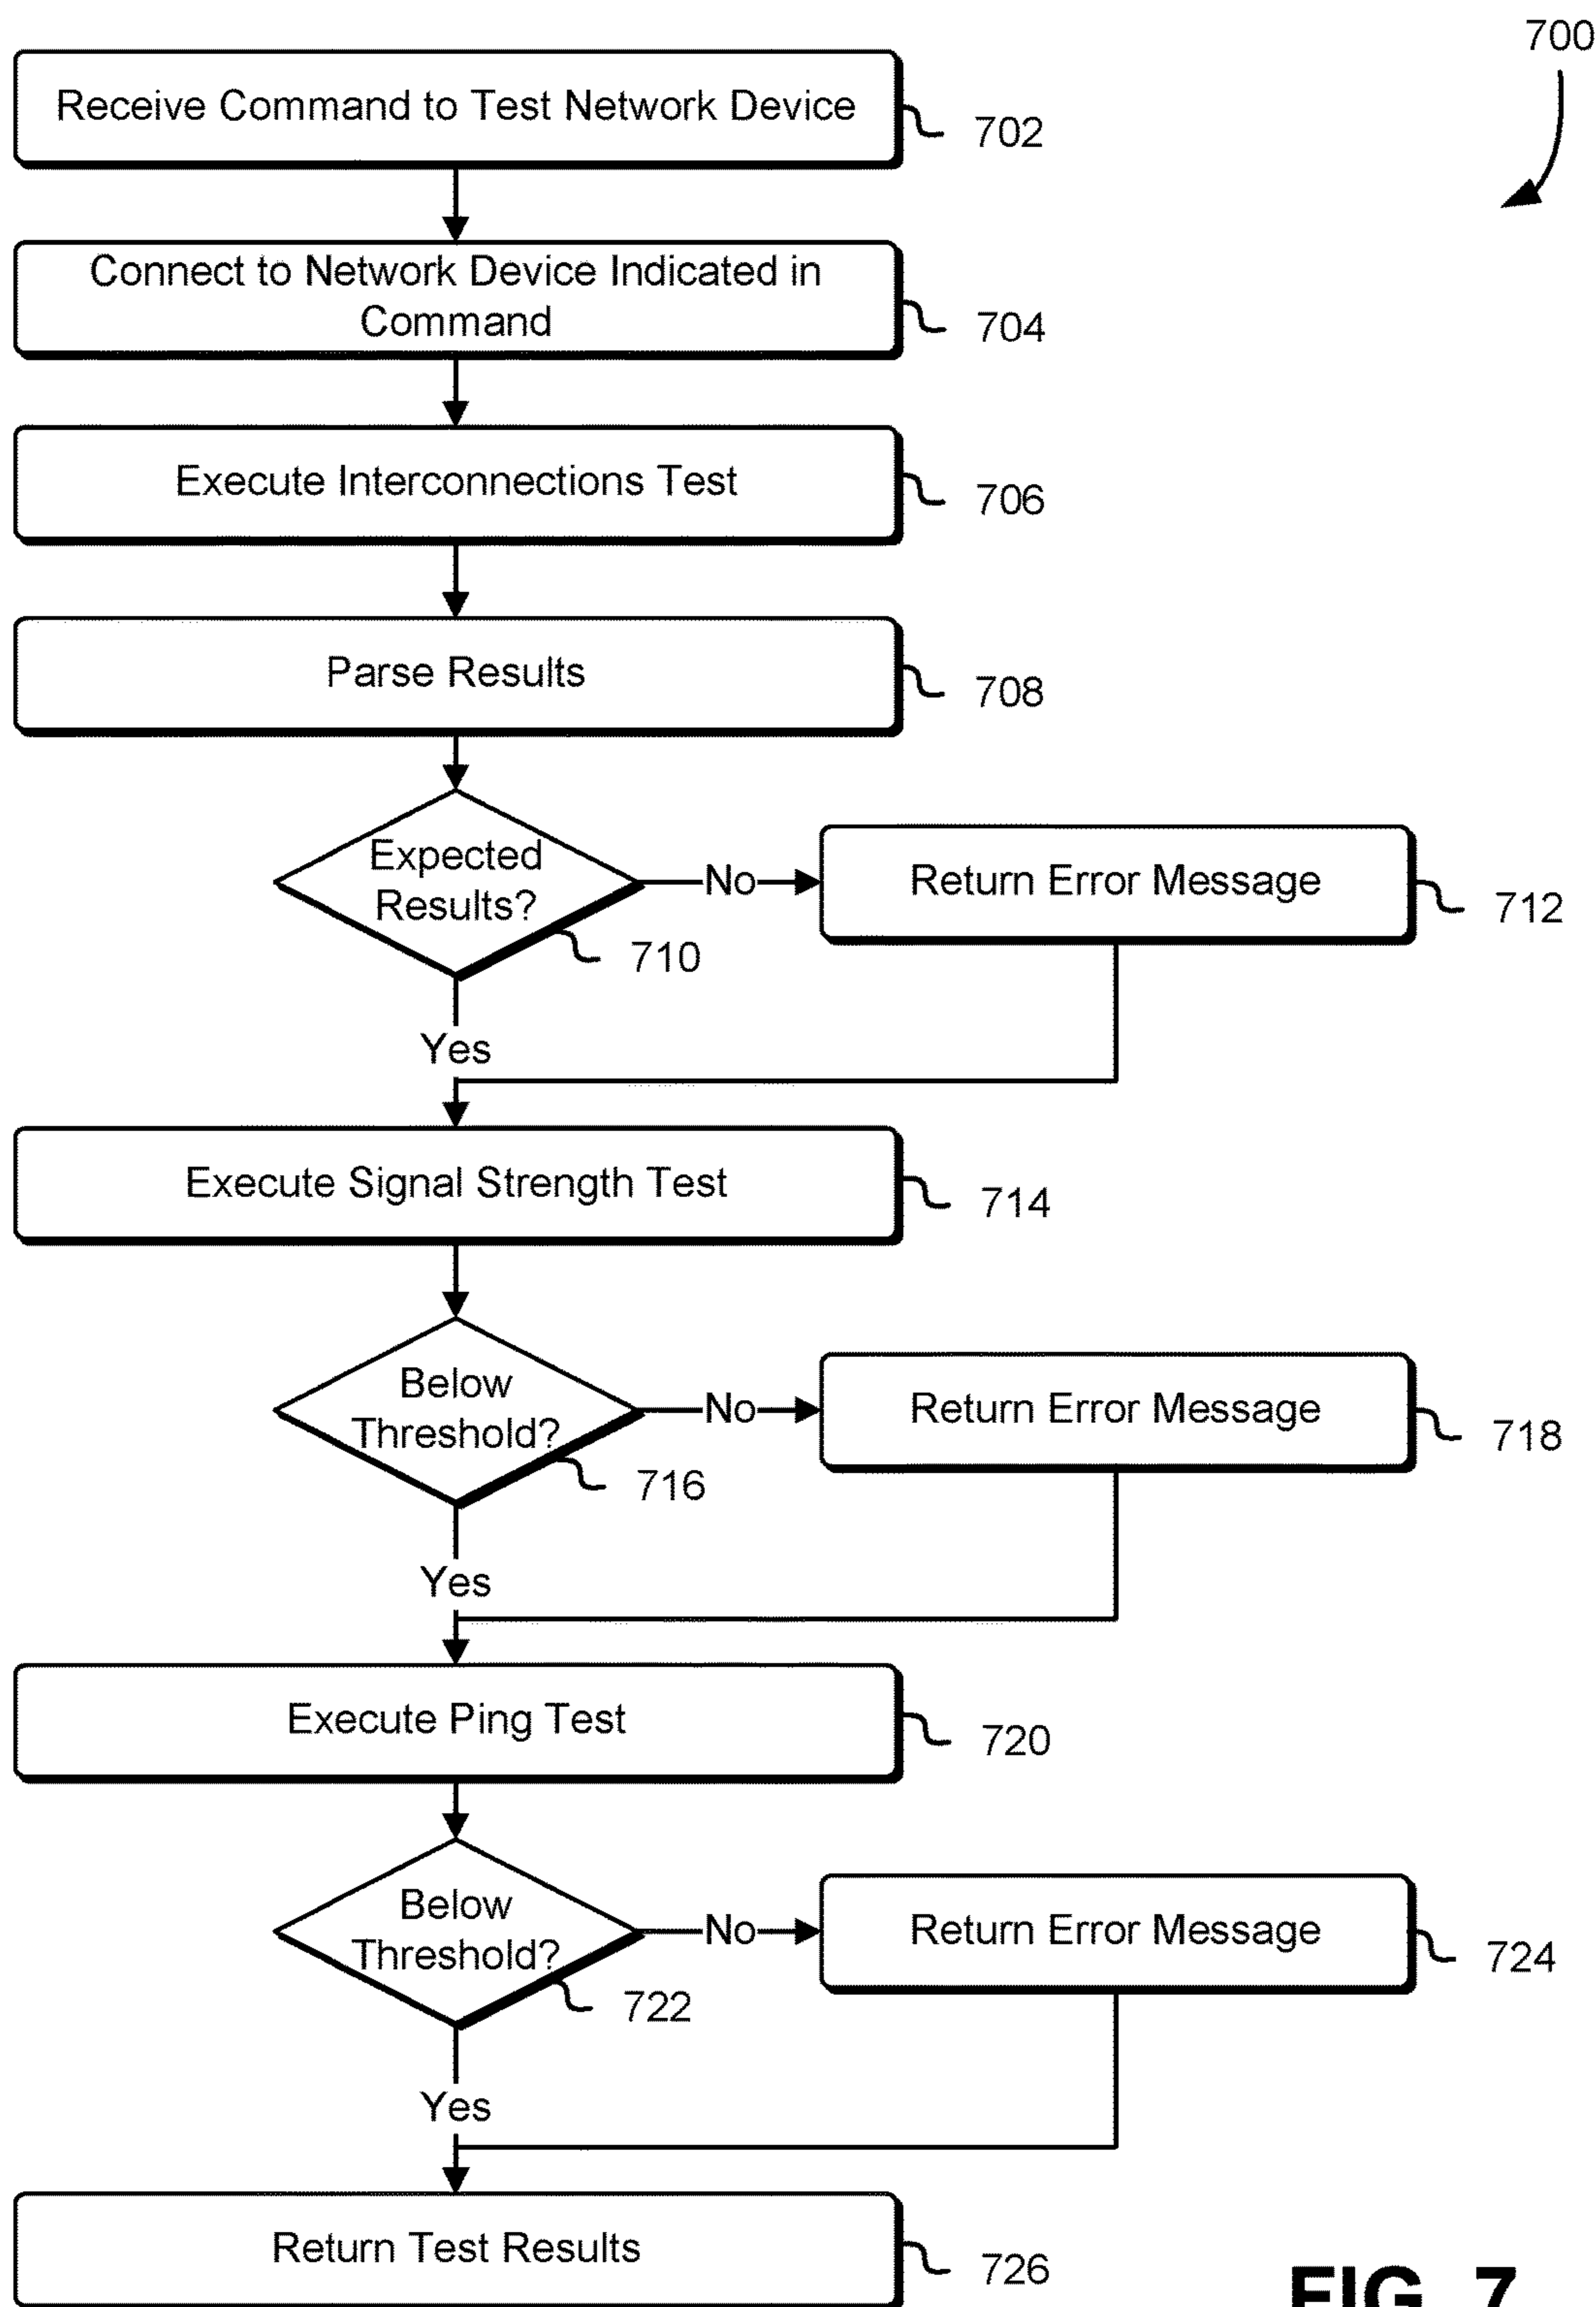 700
Receive Command to Test Network Device
702
Connect to Network Device Indicated in
Command
704
Execute Interconnections Test
706
Parse Results
708
Expected
Results?
710
No
Return Error Message
712
Yes
Execute Signal Strength Test
714
Below
Threshold?
716
No
Return Error Message
718
Yes
Execute Ping Test
720
Below
Threshold?
722
No
Return Error Message
724
Yes
Return Test Results
726
FIG. 7